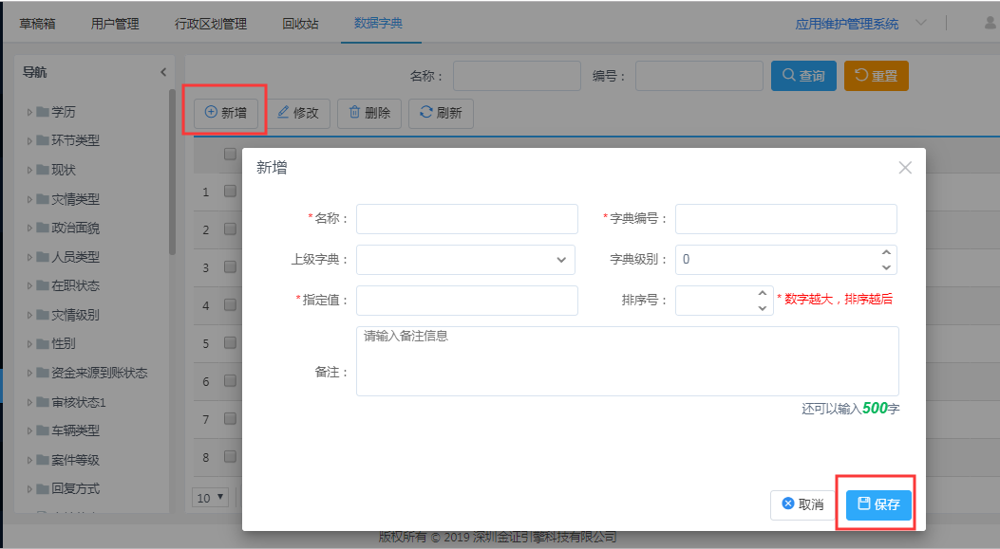 草稿箱 用户管理 行政区划管理 回收站 数据字典 应用维护管理系统
导航
名称： 编号： 查询 重置
新增 修改 删除 刷新
学历
环节类型
现状
灾情类型
政治面貌
人员类型
在职状态
灾情级别
性别
资金来源到账状态
审核状态1
车辆类型
案件等级
回复方式
1
2
3
4
5
6
7
8
10
新增
*名称：
*字典编号：
上级字典：
字典级别： 0
*指定值：
排序号： * 数字越大，排序越后
备注： 请输入备注信息
还可以输入500字
取消 保存
版权所有 © 2019 深圳金证引擎科技有限公司